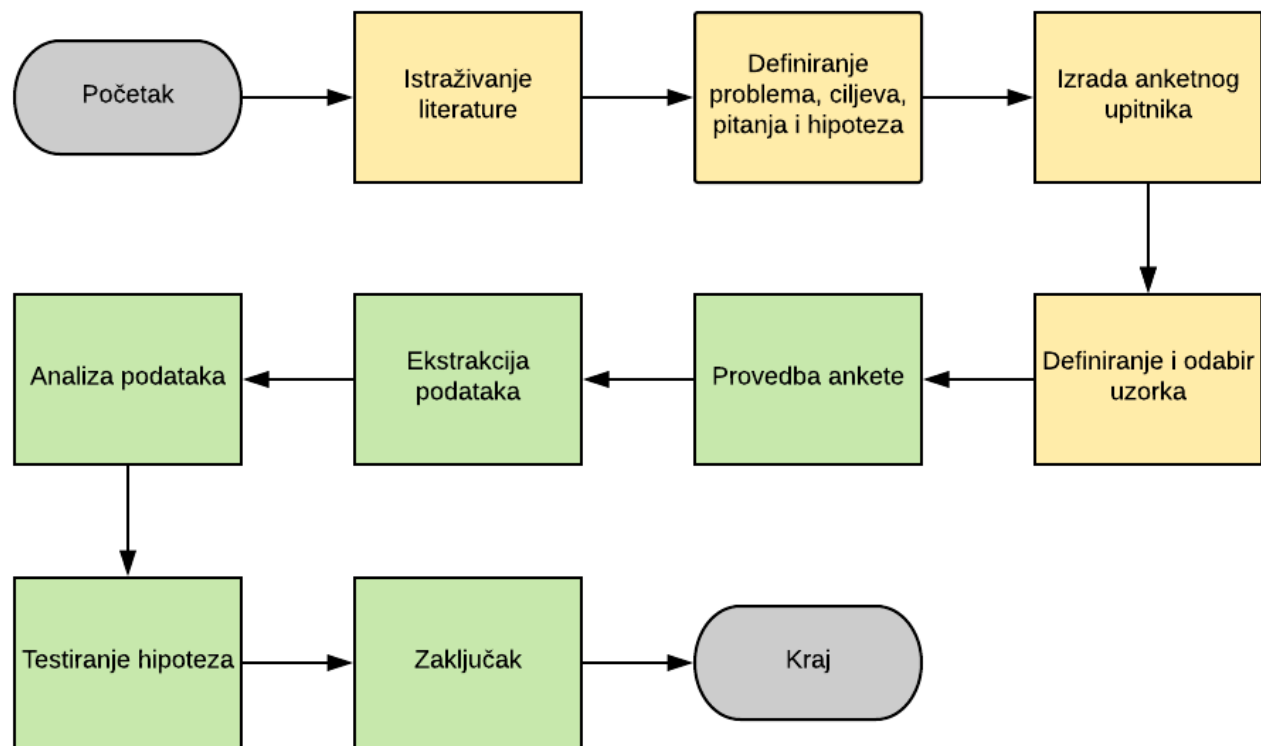 Početak
Istraživanje
literature
Definiranje
problema, ciljeva,
pitanja i hipoteza
Izrada anketnog
upitnika
Definiranje i odabir
uzorka
Provedba ankete
Ekstrakcija
podataka
Analiza podataka
Testiranje hipoteza
Zaključak
Kraj